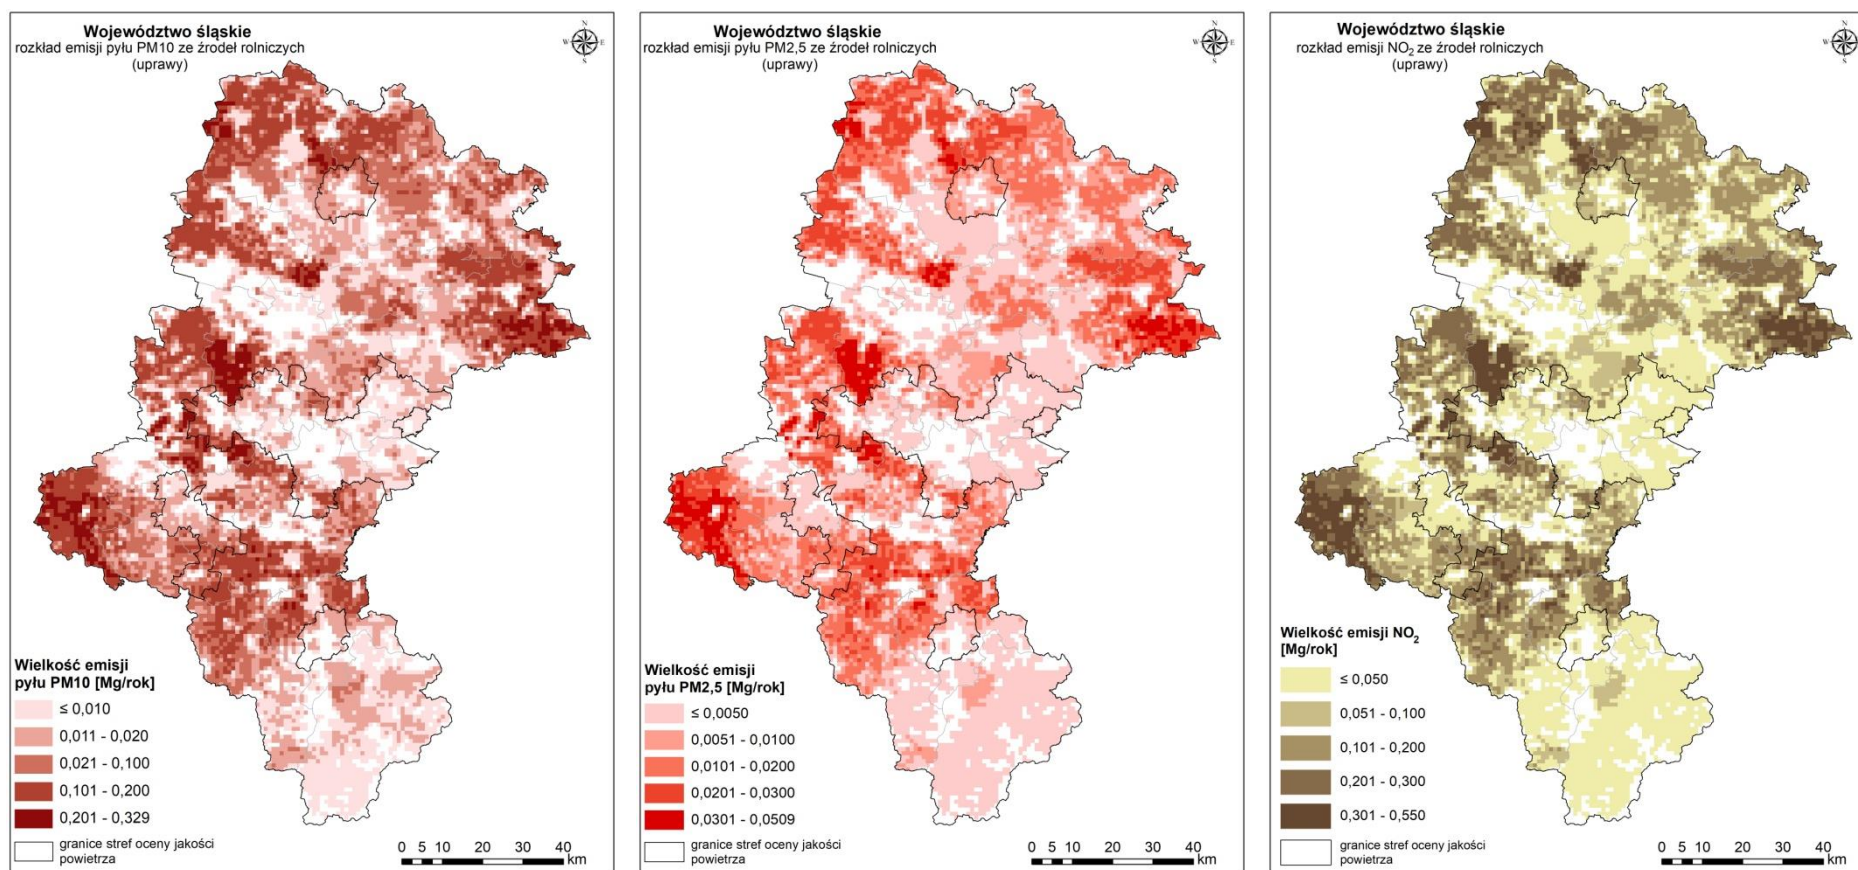 Województwo śląskie
rozkład emisji pyłu PM10 ze źrodeł rolniczych
(uprawy)
N
W E
S
Wielkość emisji
pyłu PM10 [Mg/rok]
≤ 0,010
0,011 - 0,020
0,021 - 0,100
0,101 - 0,200
0,201 - 0,329
granice stref oceny jakości
powietrza
0 5 10 20 30 40
km
Województwo śląskie
rozkład emisji pyłu PM2,5 ze źrodeł rolniczych
(uprawy)
N
W E
S
Wielkość emisji
pyłu PM2,5 [Mg/rok]
≤ 0,0050
0,0051 - 0,0100
0,0101 - 0,0200
0,0201 - 0,0300
0,0301 - 0,0509
granice stref oceny jakości
powietrza
0 5 10 20 30 40
km
Województwo śląskie
rozkład emisji NO₂ ze źrodeł rolniczych
(uprawy)
N
W E
S
Wielkość emisji NO₂
[Mg/rok]
≤ 0,050
0,051 - 0,100
0,101 - 0,200
0,201 - 0,300
0,301 - 0,550
granice stref oceny jakości
powietrza
0 5 10 20 30 40
km